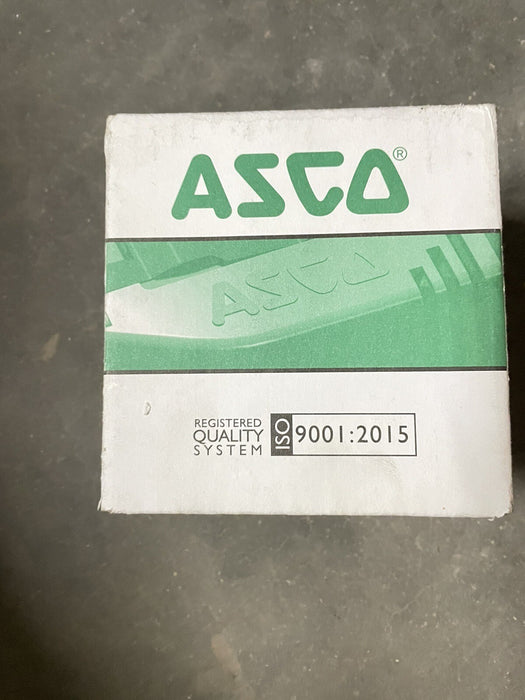 ASCO®
ASCO
REGISTERED
QUALITY
SYSTEM
ISO
9001:2015